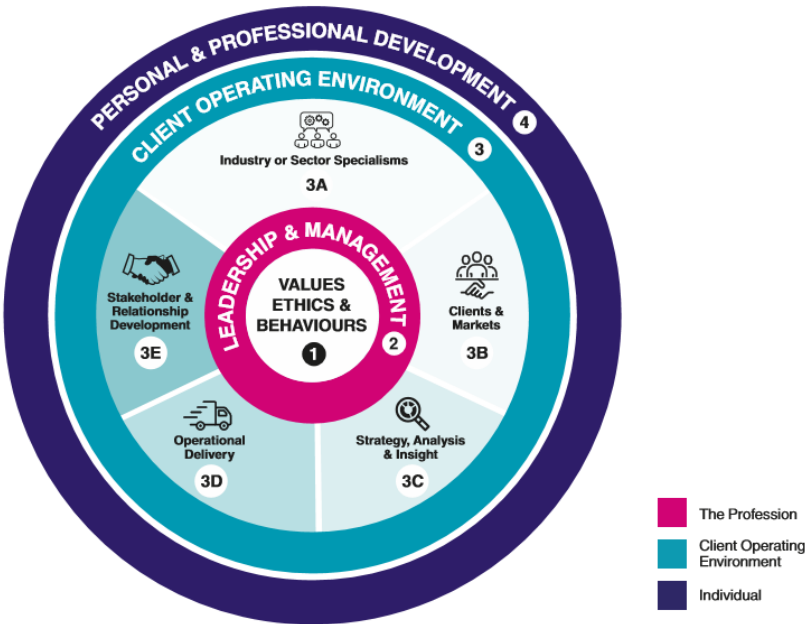 PERSONAL & PROFESSIONAL DEVELOPMENT 4
CLIENT OPERATING ENVIRONMENT 3
Industry or Sector Specialisms
3A
LEADERSHIP & MANAGEMENT 2
VALUES
ETHICS &
BEHAVIOURS
1
Clients &
Markets
3B
Strategy, Analysis
& Insight
3C
Operational
Delivery
3D
Stakeholder &
Relationship
Development
3E
The Profession
Client Operating
Environment
Individual